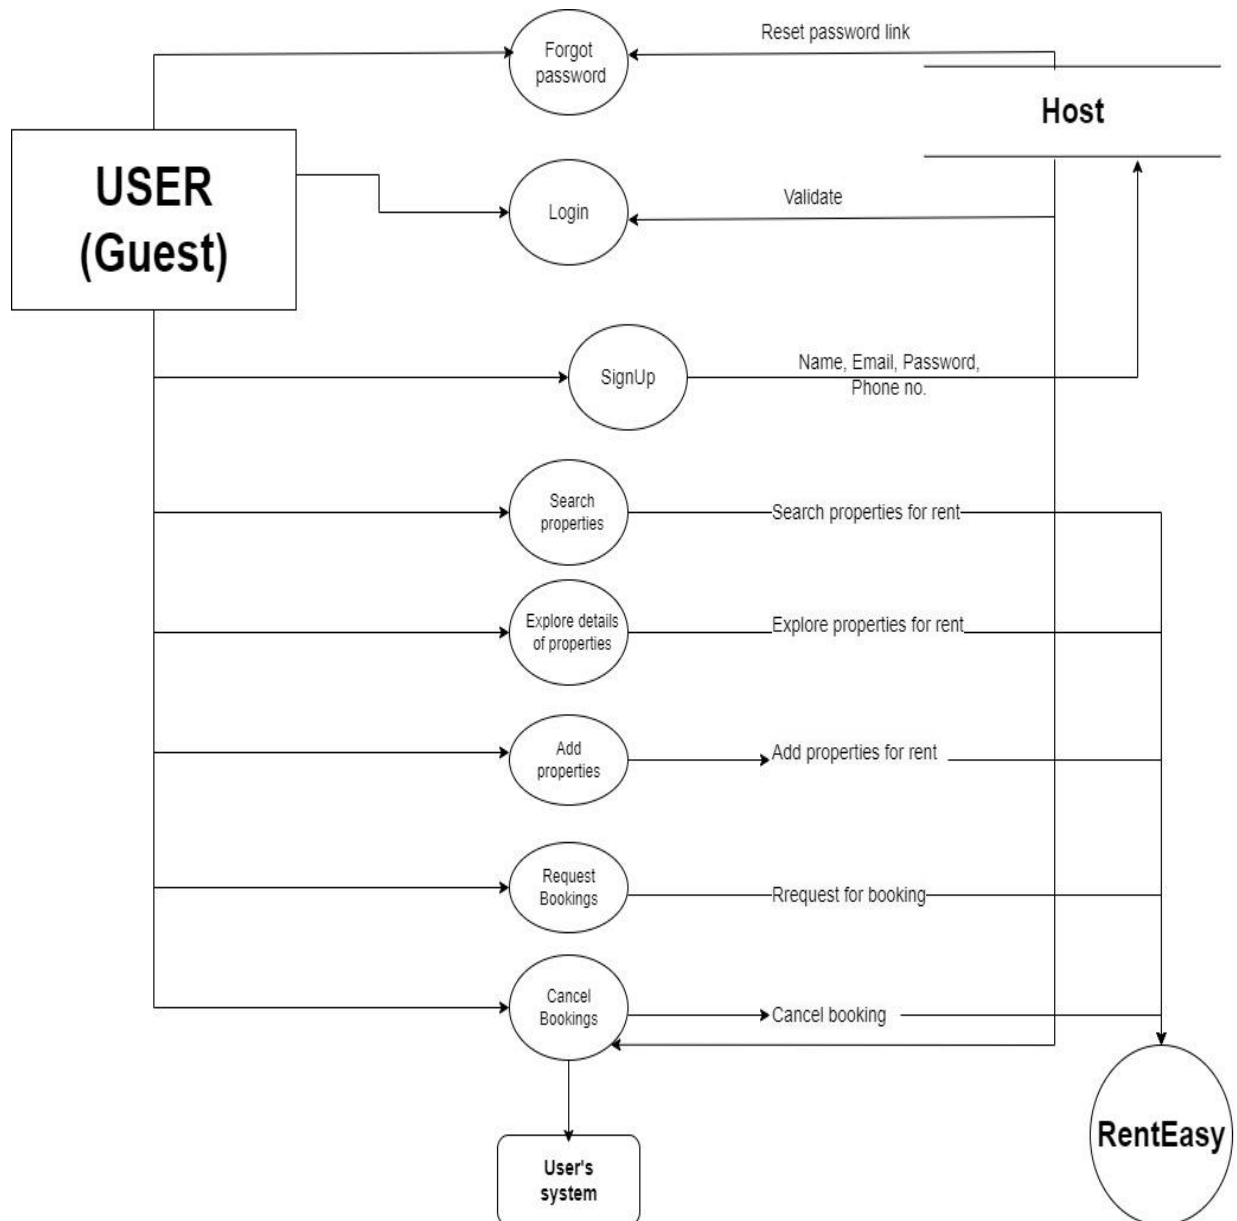 Forgot
password
Reset password link
Host
USER
(Guest)
Login
Validate
SignUp
Name, Email, Password,
Phone no.
Search
properties
Search properties for rent
Explore details
of properties
Explore properties for rent
Add
properties
Add properties for rent
Request
Bookings
Rrequest for booking
Cancel
Bookings
Cancel booking
RentEasy
User's
system